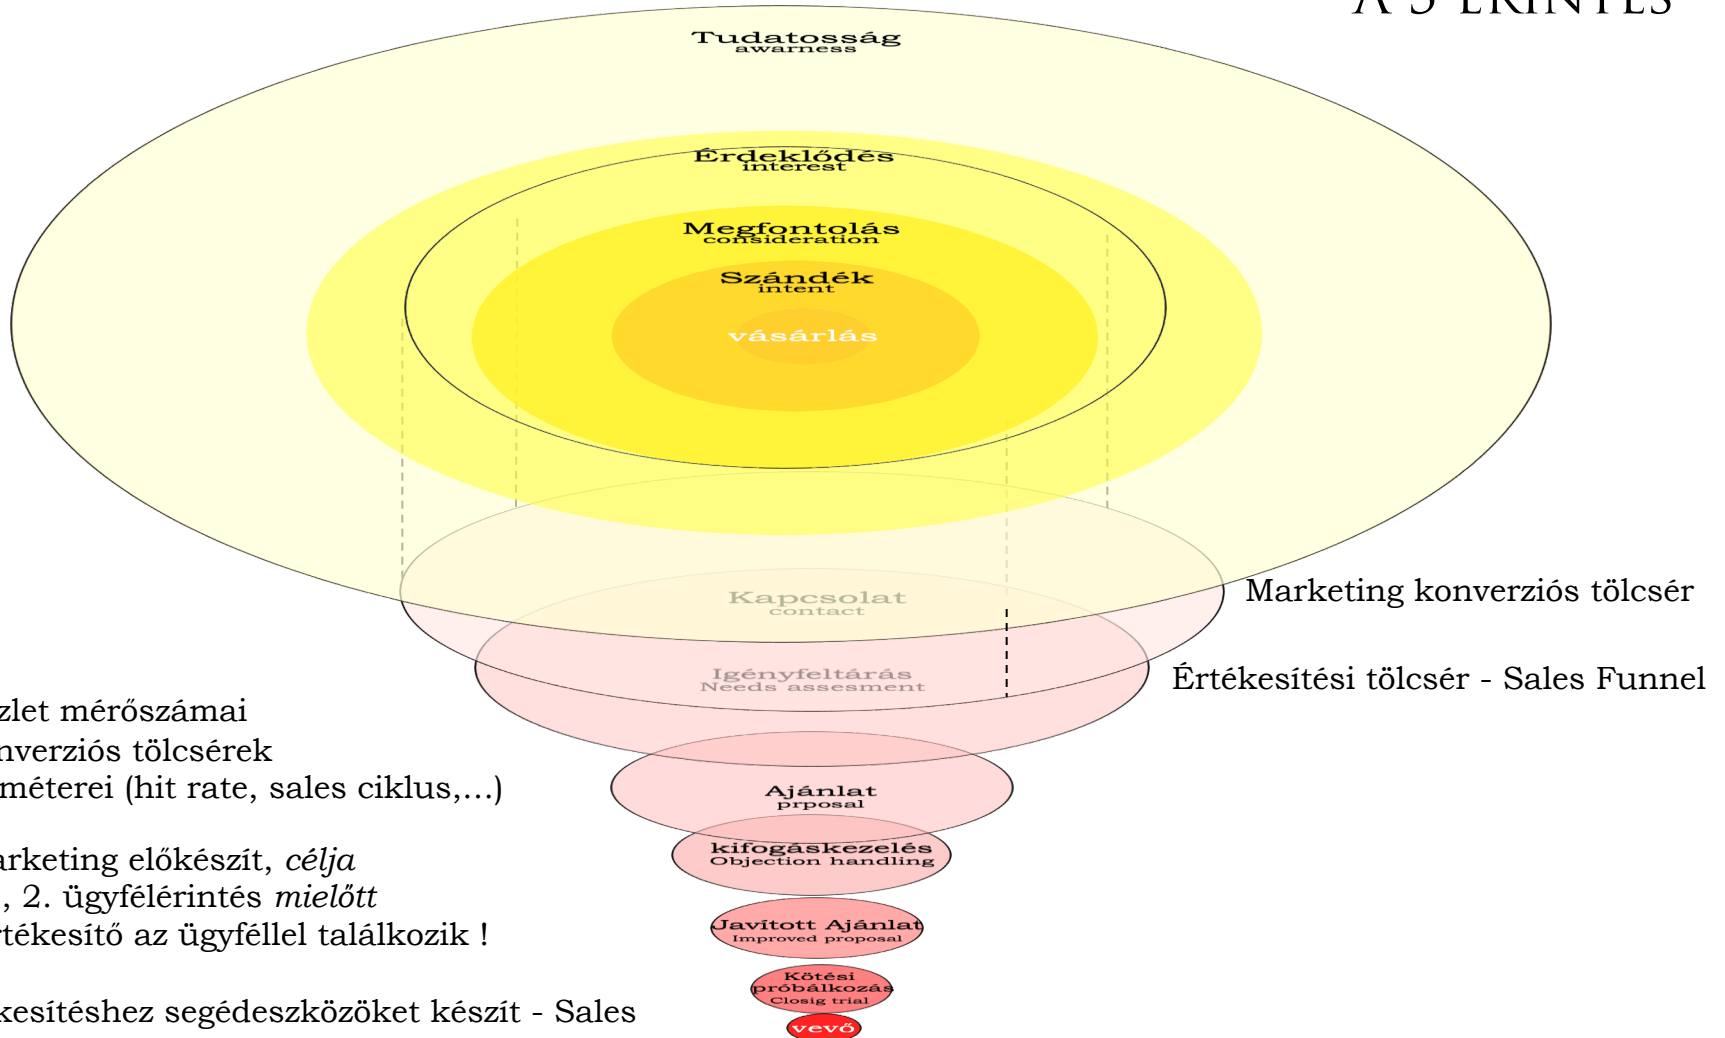 A 5 ÉRINTÉS
Tudatosság
awarness
Érdeklődés
interest
Megfontolás
consideration
Szándék
intent
vásárlás
Kapcsolat
contact
Marketing konverziós tölcsér
Igényfeltárás
Needs assesment
Értékesítési tölcsér - Sales Funnel
zlet mérőszámai
nverziós tölcsérek
méterei (hit rate, sales ciklus,...)
Ajánlat
prposal
kifogáskezelés
Objection handling
arketing előkészít, célja
, 2. ügyfélérintés mielőtt
rtékesítő az ügyféllel találkozik !
Javított Ajánlat
Improved proposal
Kötési
próbálkozás
Closig trial
kesítéshez segédeszközöket készít - Sales
vevő